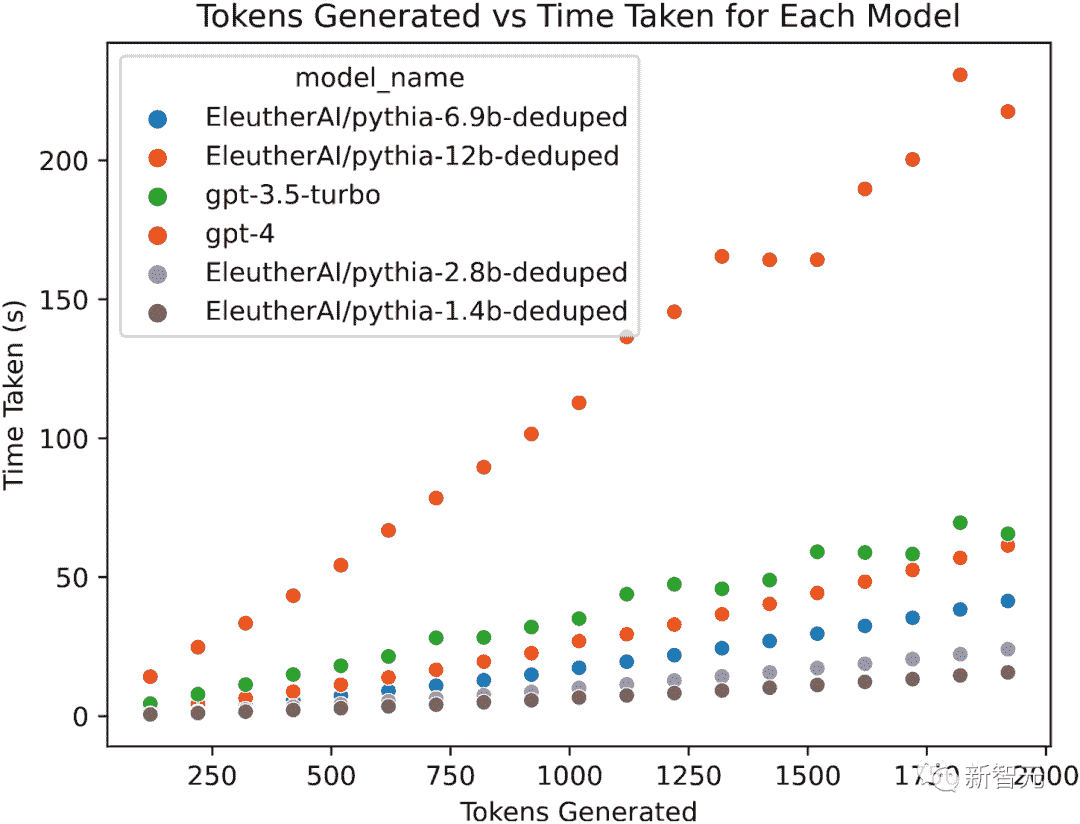 Tokens Generated vs Time Taken for Each Model
model_name
EleutherAI/pythia-6.9b-deduped
EleutherAI/pythia-12b-deduped
gpt-3.5-turbo
gpt-4
EleutherAI/pythia-2.8b-deduped
EleutherAI/pythia-1.4b-deduped
Time Taken (s)
200
150
100
50
0
250 500 750 1000 1250 1500 1750 2000
Tokens Generated
新智元